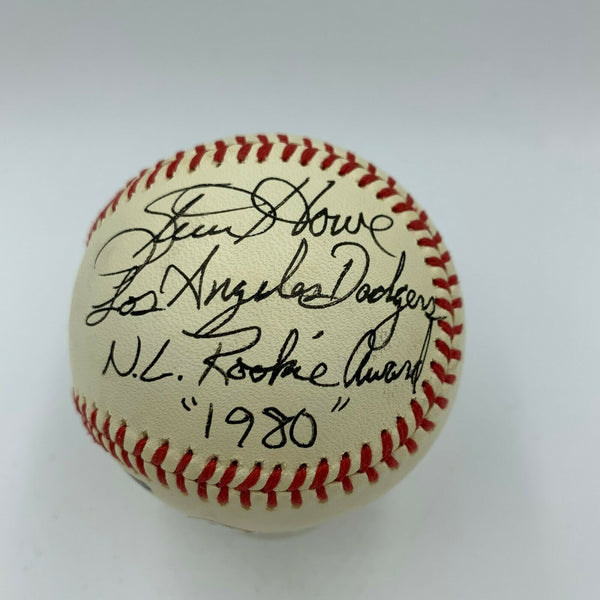 Steve Howe
Los Angeles Dodgers
N.L. Rookie Award
"1980"